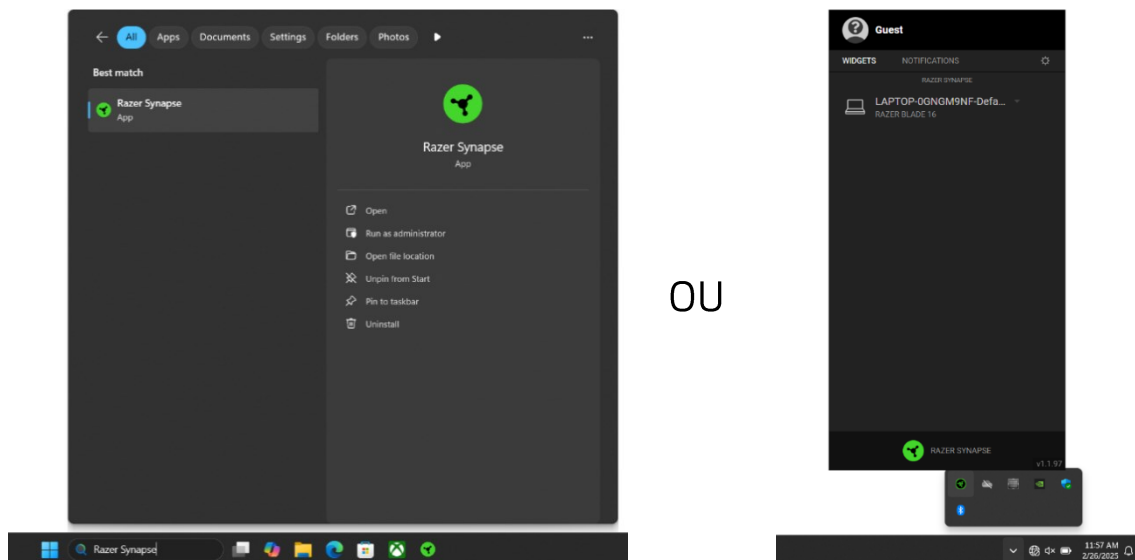 All Apps Documents Settings Folders Photos
Best match
Razer Synapse
App
Razer Synapse
App
Open
Run as administrator
Open file location
Unpin from Start
Pin to taskbar
Uninstall
Razer Synapse
OU
Guest
WIDGETS NOTIFICATIONS
RAZER SYNAPSE
LAPTOP-0GNGM9NF-Defa...
RAZER BLADE 16
RAZER SYNAPSE
v1.1.97
11:57 AM
2/26/2025